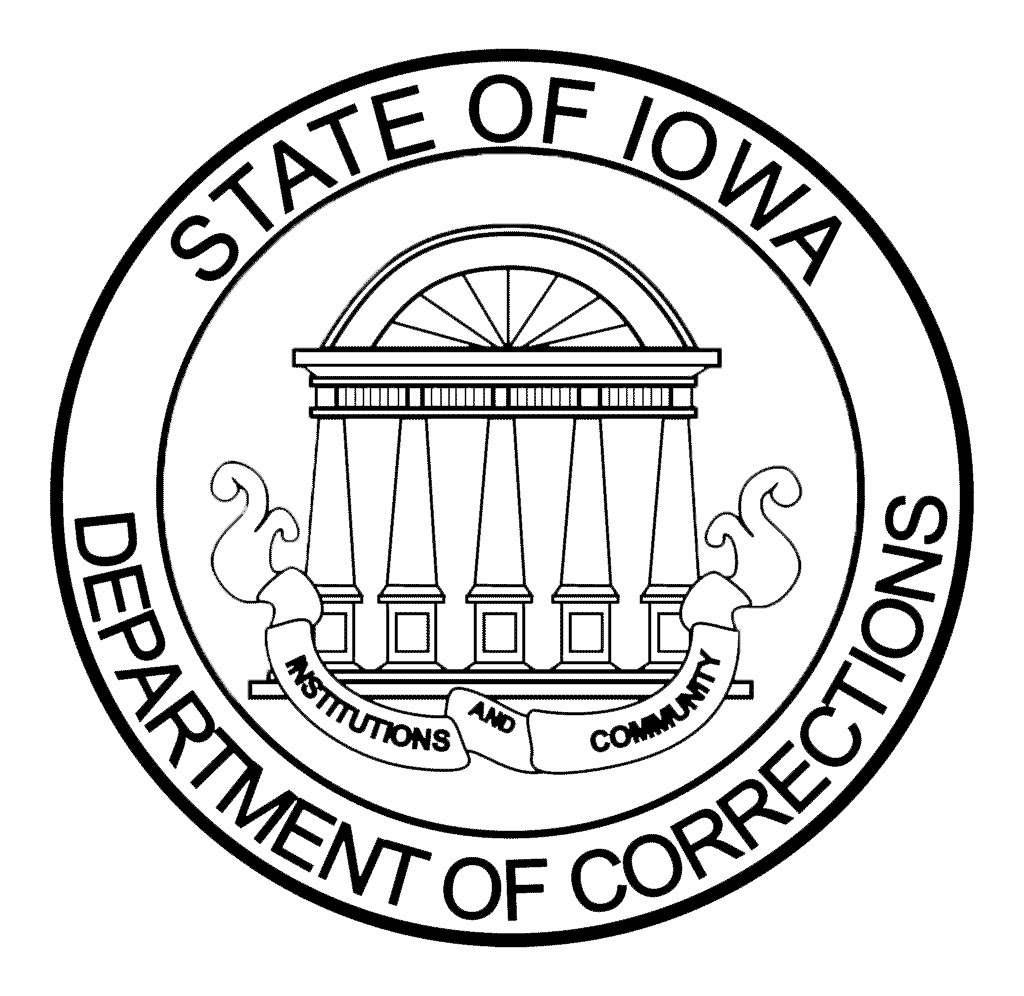 STATE OF IOWA
INSTITUTIONS AND COMMUNITY
DEPARTMENT OF CORRECTIONS